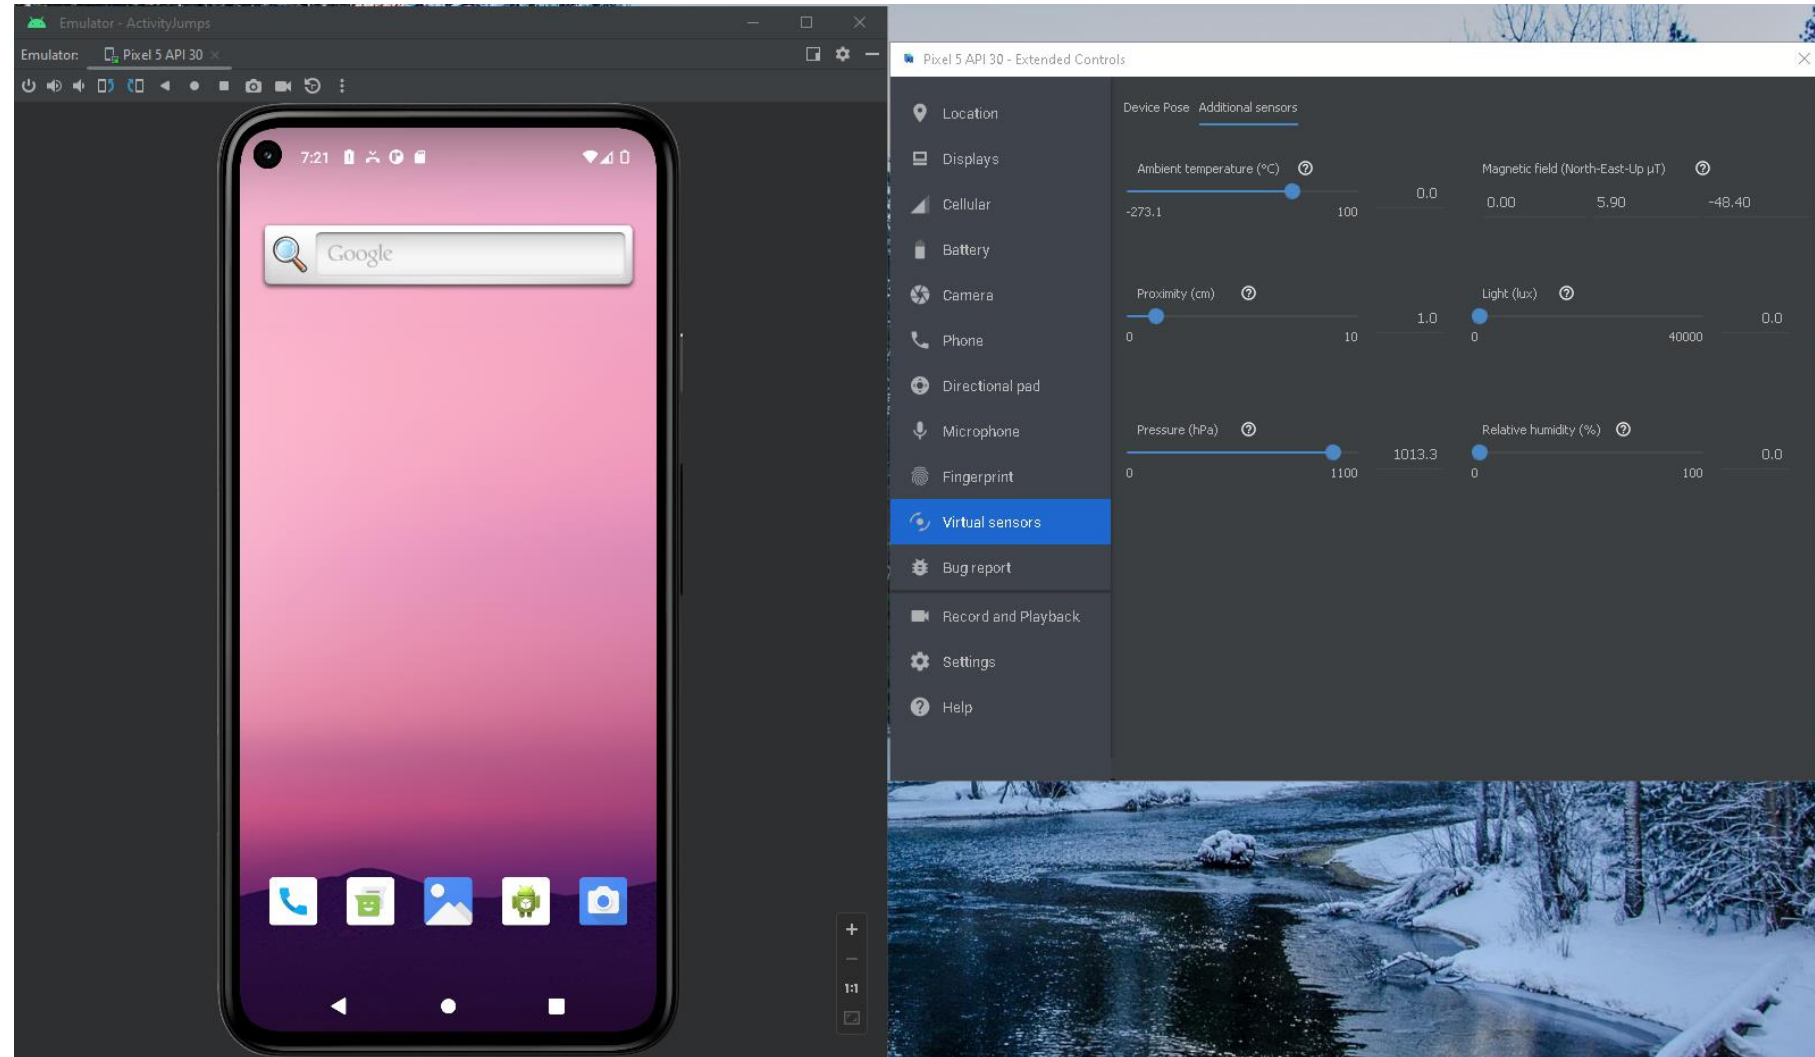 Emulator - ActivityJumps
Emulator: Pixel 5 API 30
7:21
Google
1:1
Pixel 5 API 30 - Extended Controls
Location
Displays
Cellular
Battery
Camera
Phone
Directional pad
Microphone
Fingerprint
Virtual sensors
Bug report
Record and Playback
Settings
Help
Device Pose Additional sensors
Ambient temperature (°C)
0.0
-273.1 100
Magnetic field (North-East-Up µT)
0.00 5.90 -48.40
Proximity (cm)
1.0
0 10
Light (lux)
0.0
0 40000
Pressure (hPa)
1013.3
0 1100
Relative humidity (%)
0.0
0 100